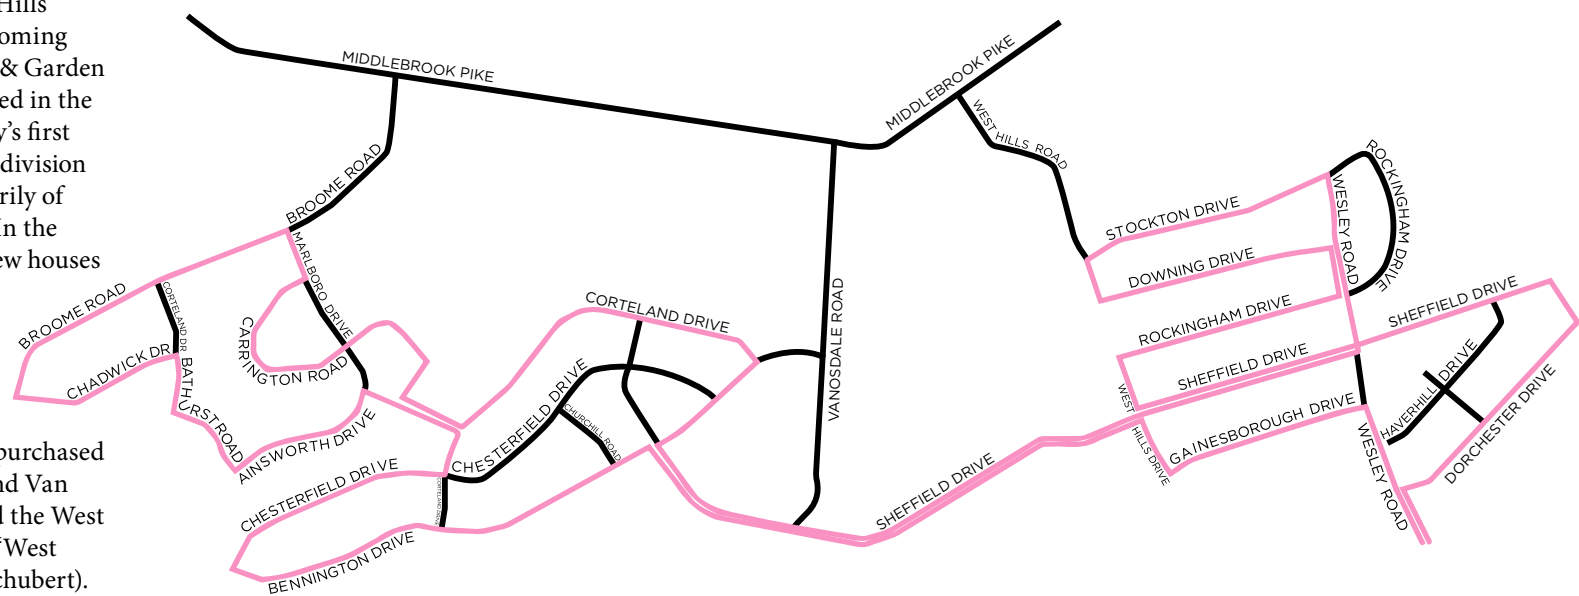 Hills
oming
& Garden
ed in the
y's first
division
rily of
In the
ew houses
purchased
nd Van
d the West
"West
chubert).
MIDDLEBROOK PIKE
MIDDLEBROOK PIKE
WEST HILLS ROAD
BROOME ROAD
MARLBORO DRIVE
BROOME ROAD
CORTELAND DR
CHADWICK DR
BATHURST ROAD
CARRINGTON ROAD
AINSWORTH DRIVE
CORTELAND DRIVE
VANOSDALE ROAD
CHESTERFIELD DRIVE
CHURCHILL ROAD
CHESTERFIELD DRIVE
CORTELAND DRIVE
BENNINGTON DRIVE
SHEFFIELD DRIVE
STOCKTON DRIVE
DOWNING DRIVE
ROCKINGHAM DRIVE
WESLEY ROAD
ROCKINGHAM DRIVE
SHEFFIELD DRIVE
SHEFFIELD DRIVE
WEST HILLS DRIVE
GAINESBOROUGH DRIVE
WESLEY ROAD
HAVERHILL DRIVE
DORCHESTER DRIVE